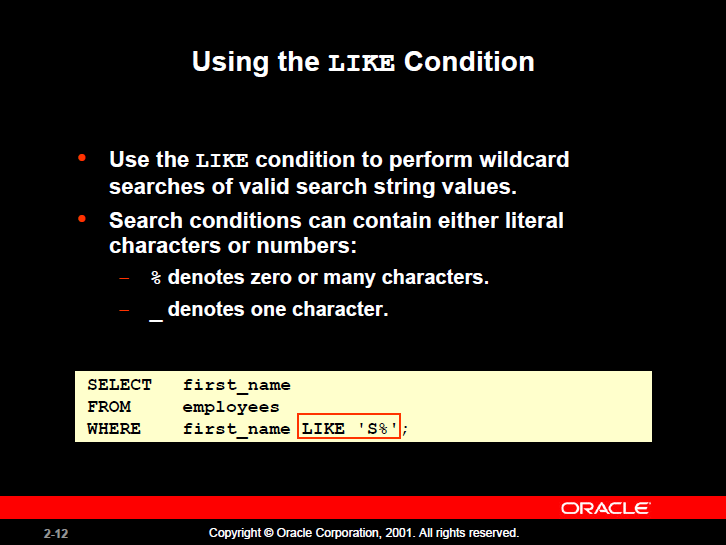 Using the LIKE Condition
• Use the LIKE condition to perform wildcard
searches of valid search string values.
• Search conditions can contain either literal
characters or numbers:
– % denotes zero or many characters.
– _ denotes one character.
SELECT first_name
FROM employees
WHERE first_name LIKE 'S%';
ORACLE®
2-12 Copyright © Oracle Corporation, 2001. All rights reserved.